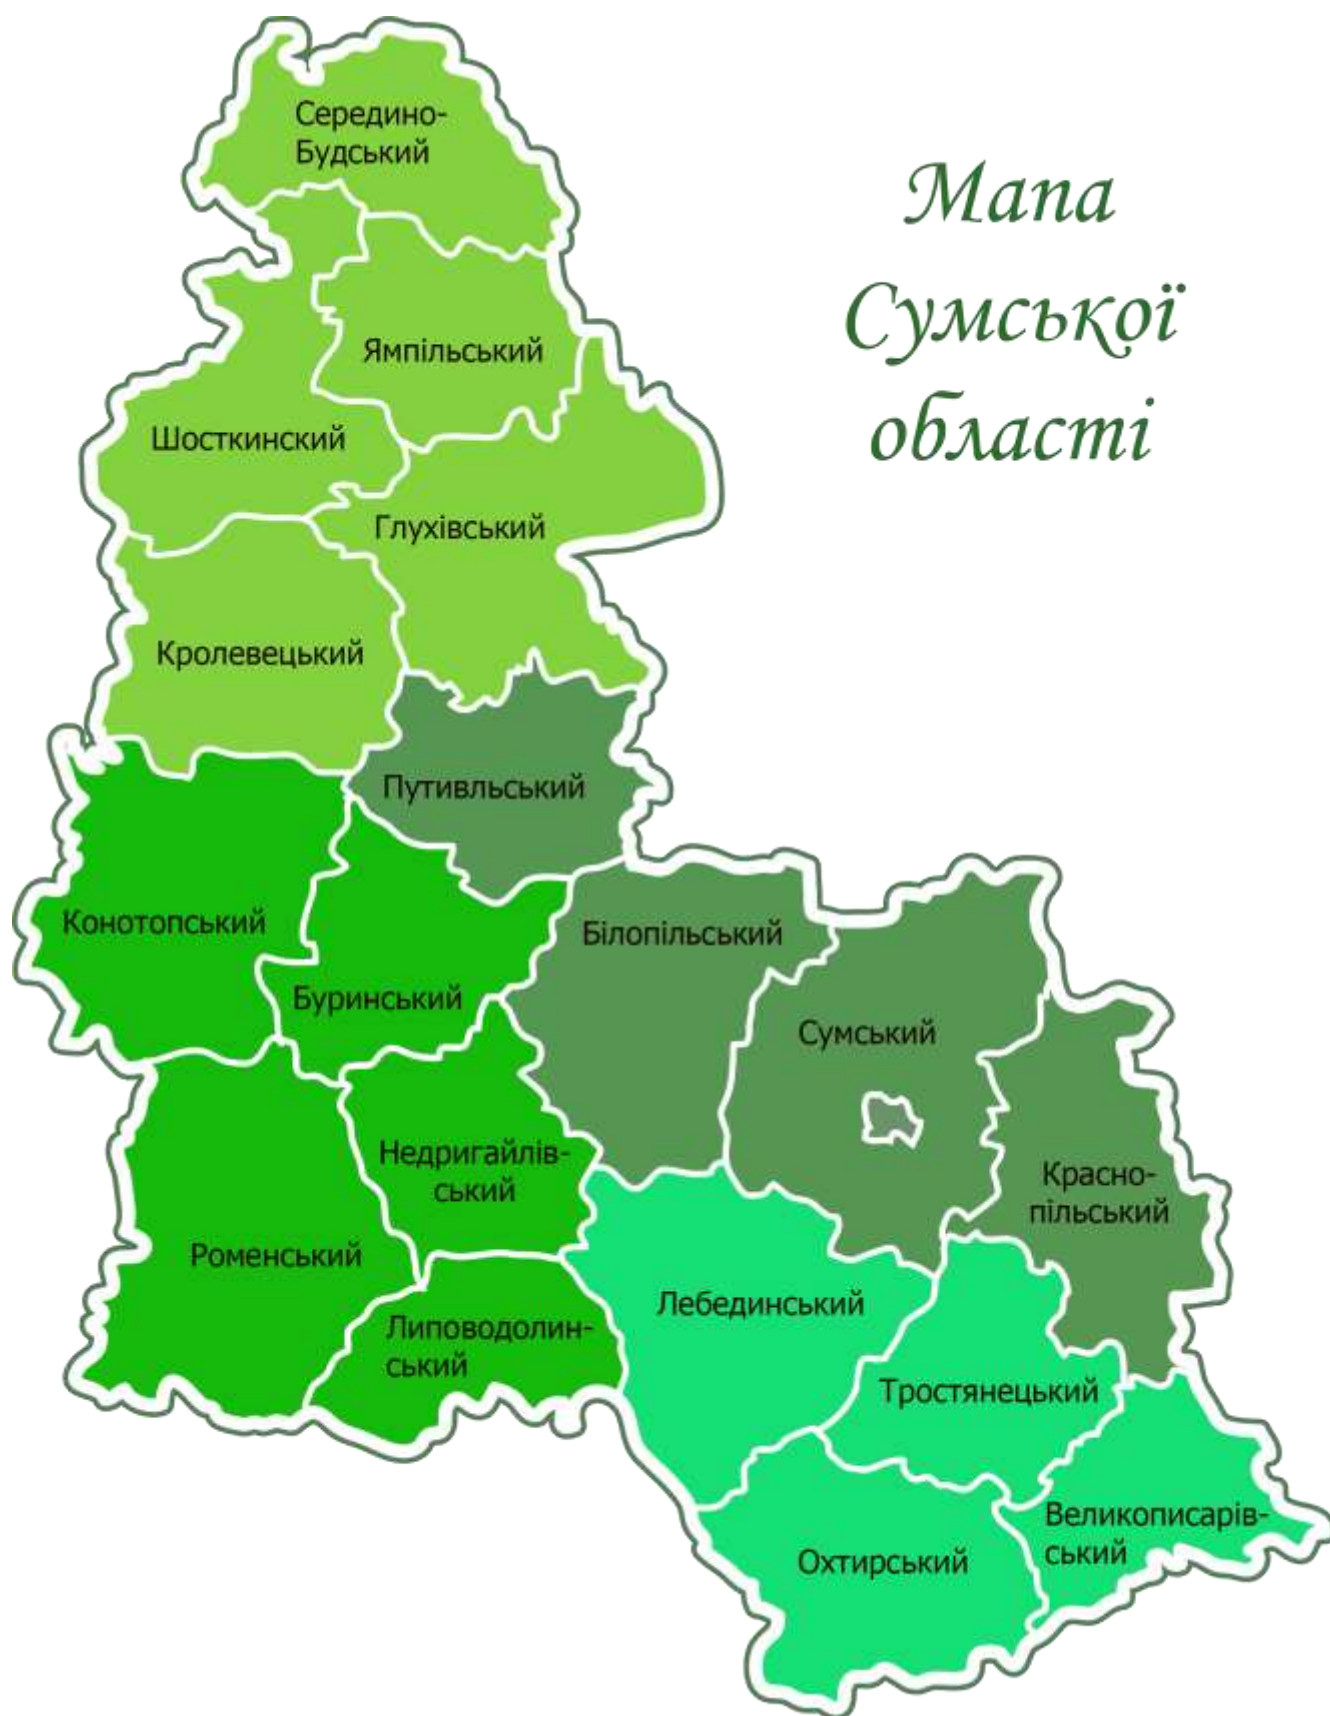 Мапа
Сумської
області
Середино-
Будський
Ямпільський
Шосткинский
Глухівський
Кролевецький
Путивльський
Конотопський
Білопільський
Буринський
Сумський
Недригайлів-
ський
Красно-
пільський
Роменський
Лебединський
Липоводолин-
ський
Тростянецький
Великописарів-
ський
Охтирський